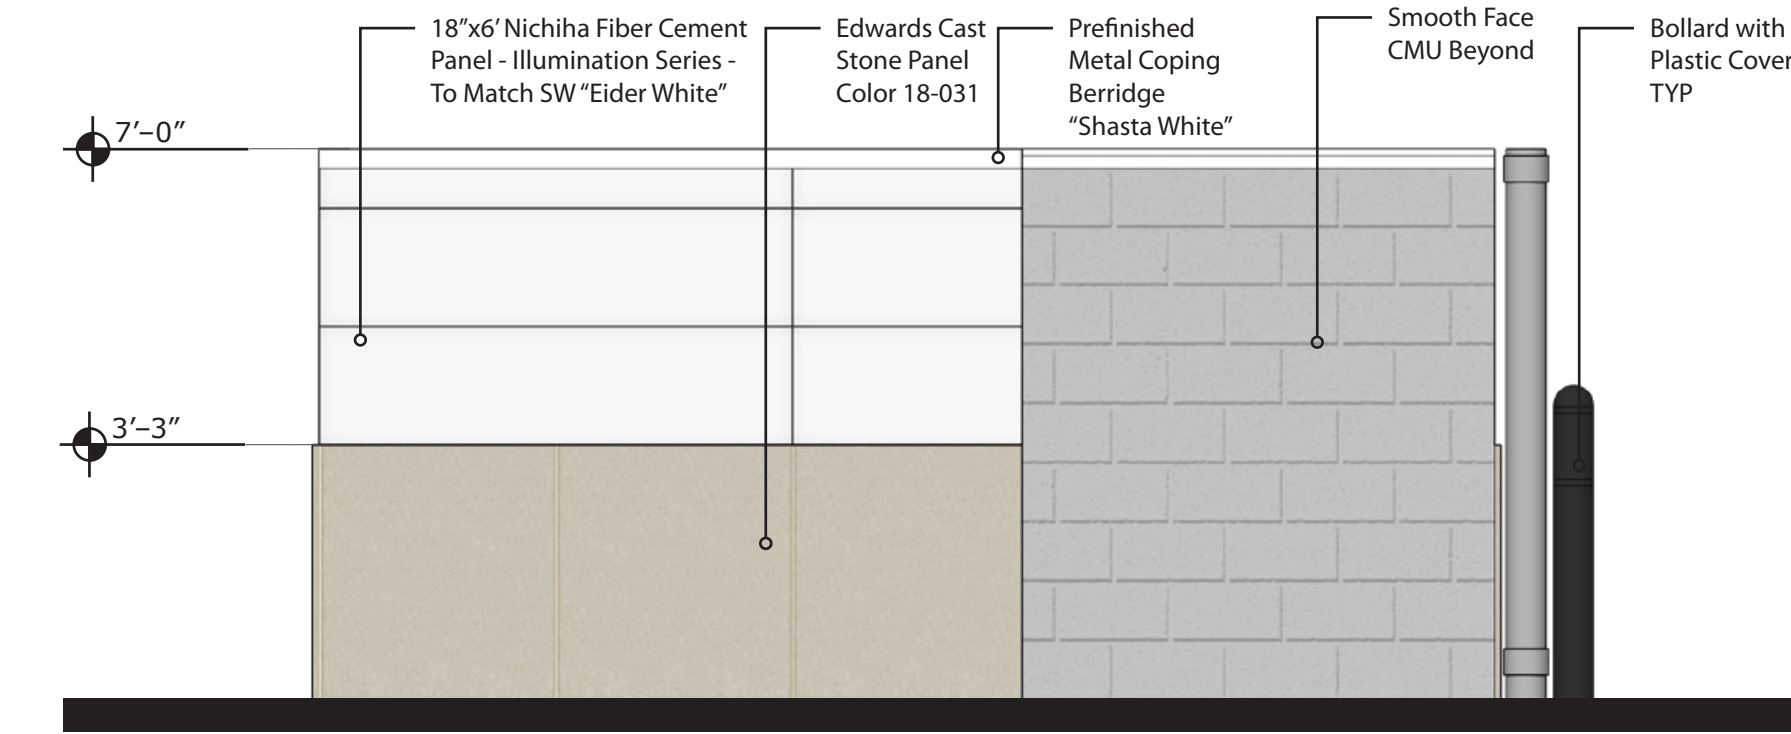 18”x6’ Nichiha Fiber Cement
Panel - Illumination Series -
To Match SW “Eider White”
Edwards Cast
Stone Panel
Color 18-031
Prefinished
Metal Coping
Berridge
“Shasta White”
Smooth Face
CMU Beyond
Bollard with
Plastic Cover
TYP
7’–0”
3’–3”